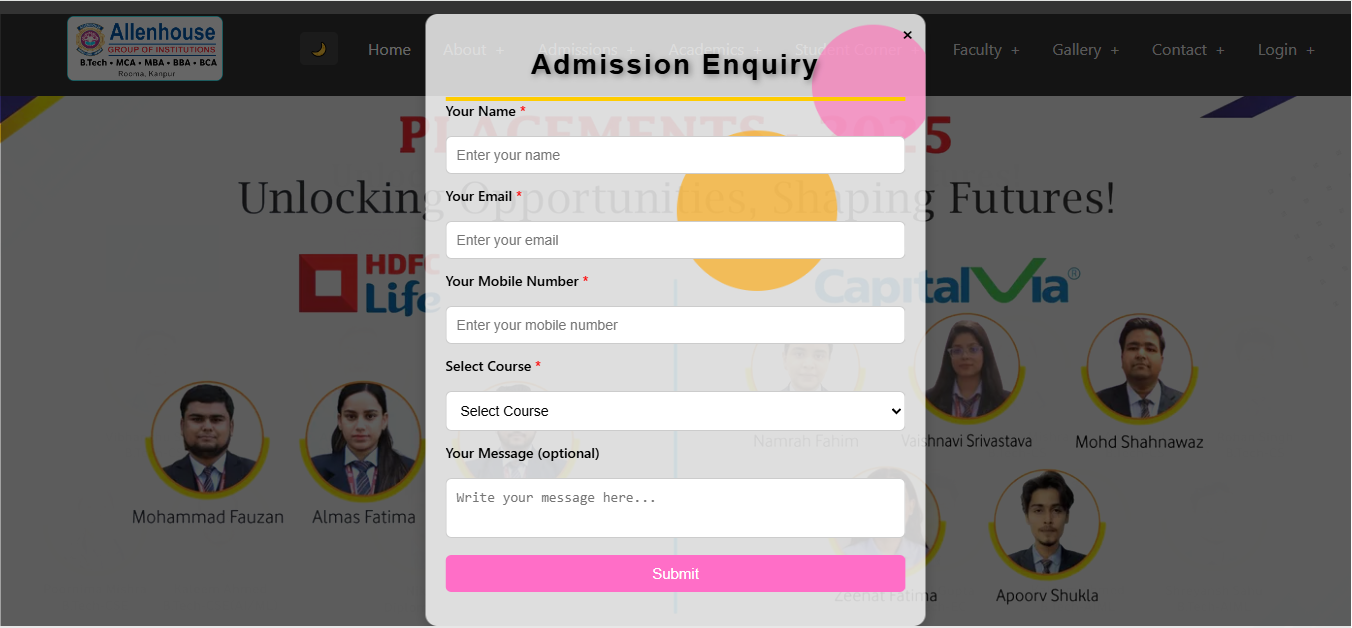 Allenhouse
GROUP OF INSTITUTIONS
B.Tech • MCA • MBA • BBA • BCA
Rooma, Kanpur
Home
About +
Admissions +
Academics +
Student Corner
Faculty +
Gallery +
Contact +
Login +
×
Admission Enquiry
PLACEMENTS - 2025
Unlocking Opportunities, Shaping Futures!
Your Name *
Enter your name
Your Email *
Enter your email
HDFC
Life
CapitalVia®
Your Mobile Number *
Enter your mobile number
Select Course *
Select Course
Namrah Fahim
Vaishnavi Srivastava
Mohd Shahnawaz
Your Message (optional)
Write your message here...
Mohammad Fauzan
Almas Fatima
Submit
Zeenat Fatima
Apoorv Shukla